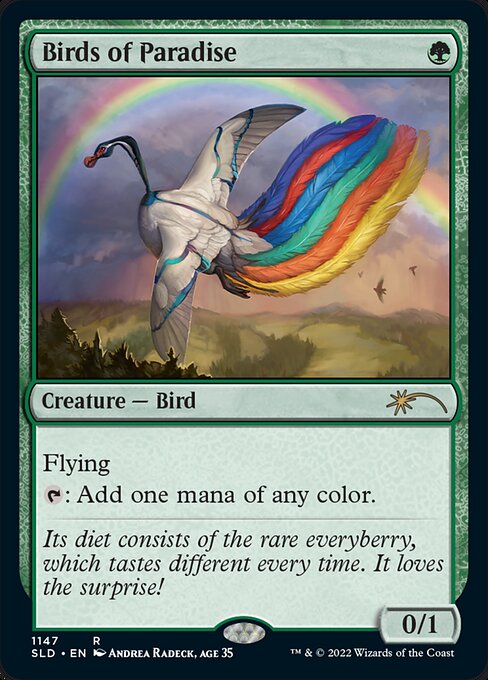 Birds of Paradise
Creature — Bird
Flying
: Add one mana of any color.
Its diet consists of the rare everyberry,
which tastes different every time. It loves
the surprise!
0/1
1147 R
SLD • EN ANDREA RADECK, AGE 35
™ & © 2022 Wizards of the Coast